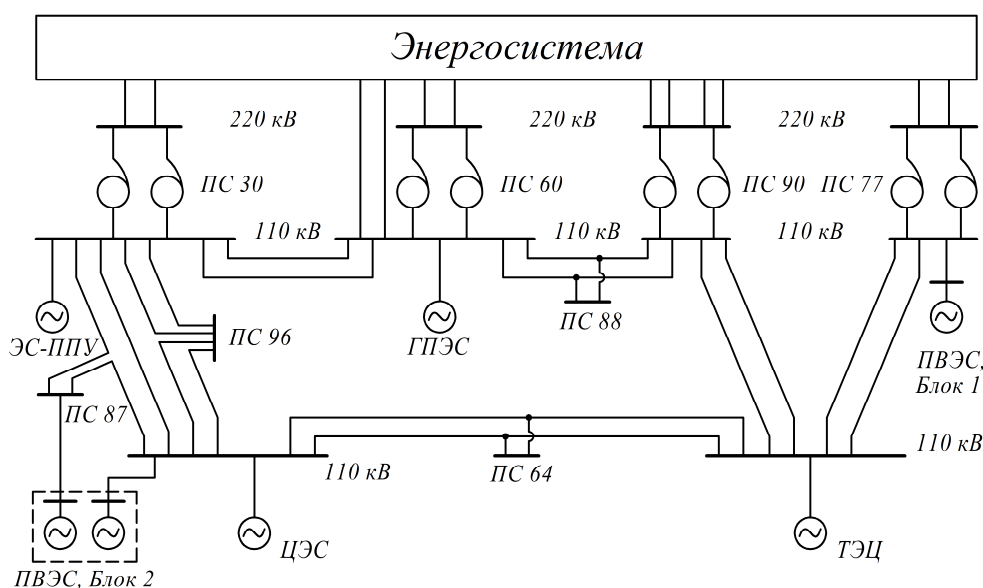 Энергосистема
220 кВ
220 кВ
220 кВ
ПС 30
ПС 60
ПС 90
ПС 77
110 кВ
110 кВ
110 кВ
ЭС-ППУ
ПС 96
ГПЭС
ПС 88
ПВЭС,
Блок 1
ПС 87
110 кВ
ПС 64
110 кВ
ЦЭС
ТЭЦ
ПВЭС, Блок 2